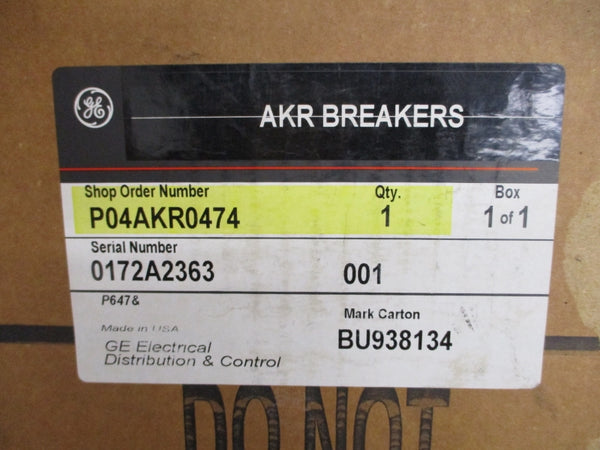 GE
AKR BREAKERS
Shop Order Number Qty. Box
P04AKR0474 1 1 of 1
Serial Number
0172A2363 001
P647&
Mark Carton
Made in USA
BU938134
GE Electrical
Distribution & Control
DO NOT